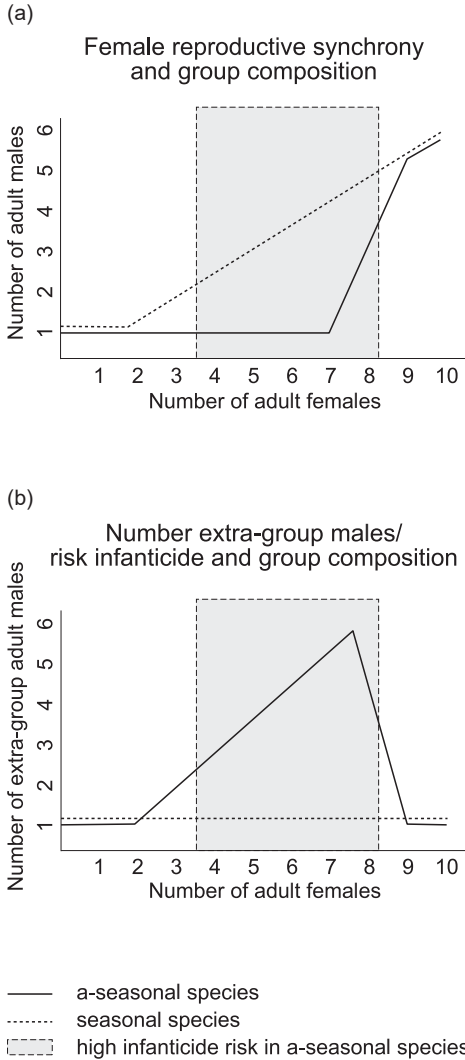 (a)
Female reproductive synchrony
and group composition
Number of adult males
6
5
4
3
2
1
1 2 3 4 5 6 7 8 9 10
Number of adult females
(b)
Number extra-group males/
risk infanticide and group composition
Number of extra-group adult males
6
5
4
3
2
1
1 2 3 4 5 6 7 8 9 10
Number of adult females
a-seasonal species
seasonal species
high infanticide risk in a-seasonal species